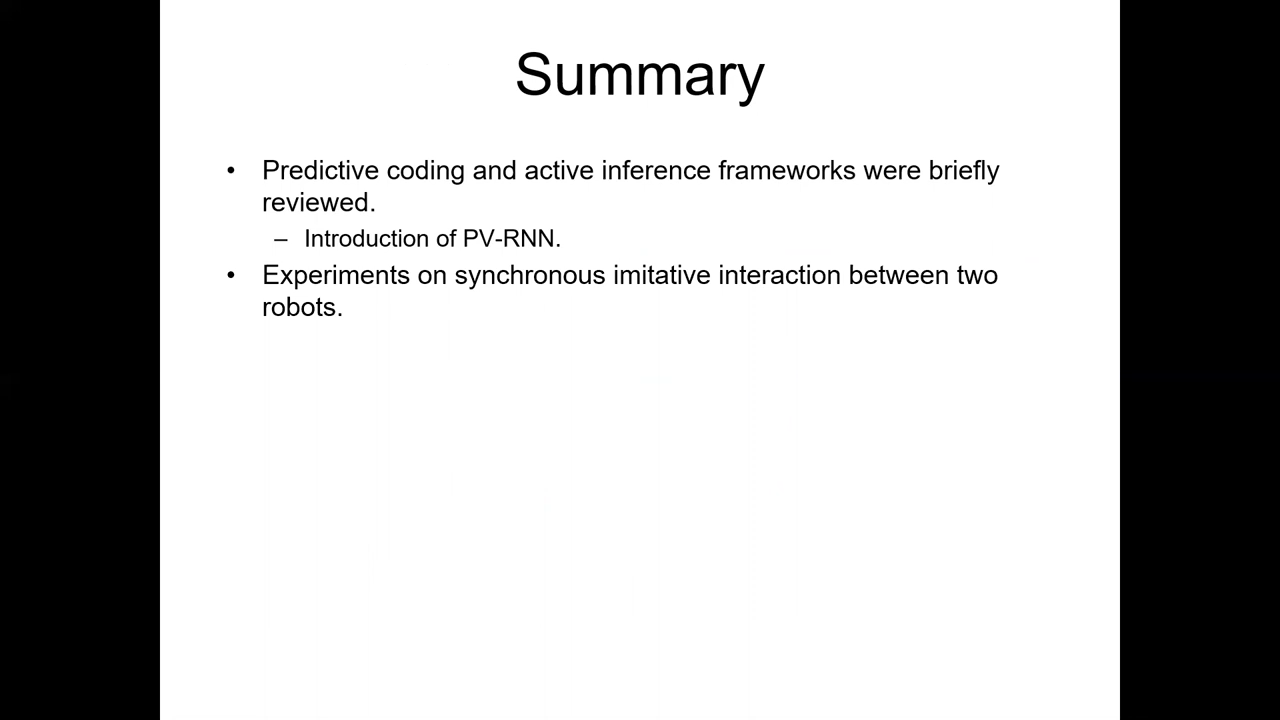 Summary
• Predictive coding and active inference frameworks were briefly
reviewed.
– Introduction of PV-RNN.
• Experiments on synchronous imitative interaction between two
robots.